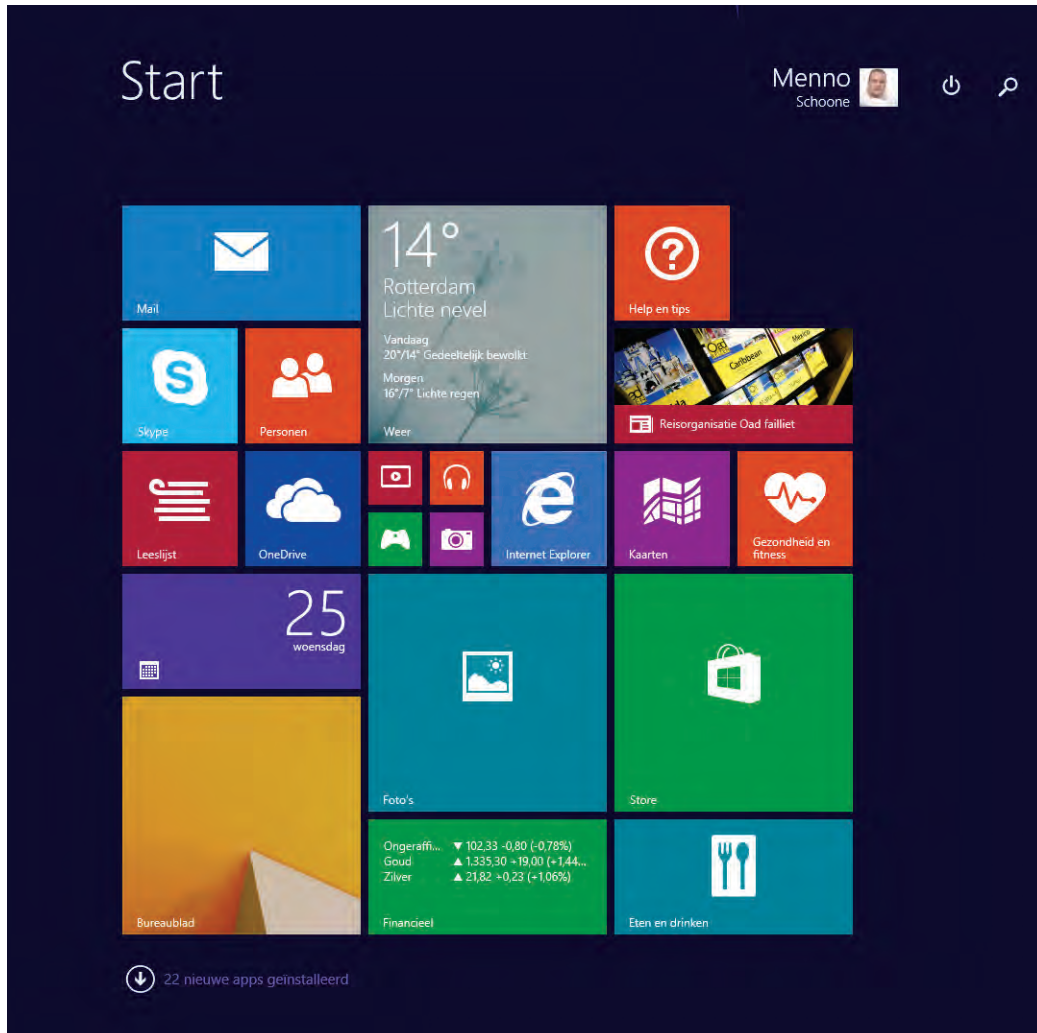 Start
Menno
Schoone
Mail
14°
Rotterdam
Lichte nevel
Vandaag
20°/14° Gedeeltelijk bewolkt
Morgen
16°/7° Lichte regen
Weer
Help en tips
Skype
Personen
Caribbean
Mexico
Reisorganisatie Oad failliet
Leeslijst
OneDrive
Internet Explorer
Kaarten
Gezondheid en
fitness
25
woensdag
Foto's
Store
Bureaublad
Ongeraffi... ▼ 102,33 -0,80 (-0,78%)
Goud ▲ 1.335,30 +19,00 (+1,44...
Zilver ▲ 21,82 +0,23 (+1,06%)
Financieel
Eten en drinken
22 nieuwe apps geïnstalleerd